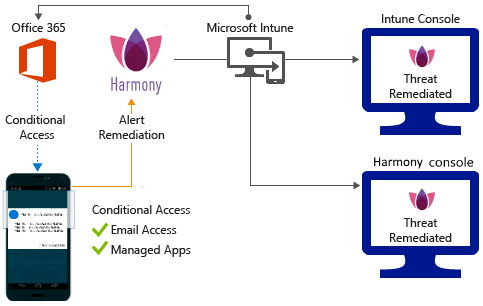 Office 365
Microsoft Intune
Intune Console
Harmony
Threat
Remediated
Conditional
Access
Alert
Remediation
Harmony console
Threat
Remediated
Conditional Access
Email Access
Managed Apps